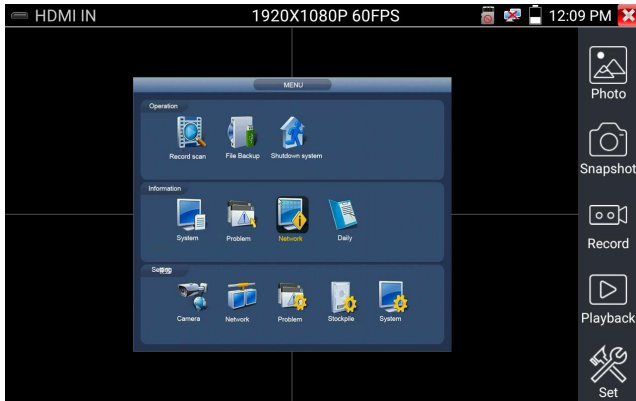 HDMI IN
1920X1080P 60FPS
12:09 PM
MENU
Operation
Record scan
File Backup
Shutdown system
Information
System
Problem
Network
Daily
Setting
Camera
Network
Problem
Stockpile
System
Photo
Snapshot
Record
Playback
Set